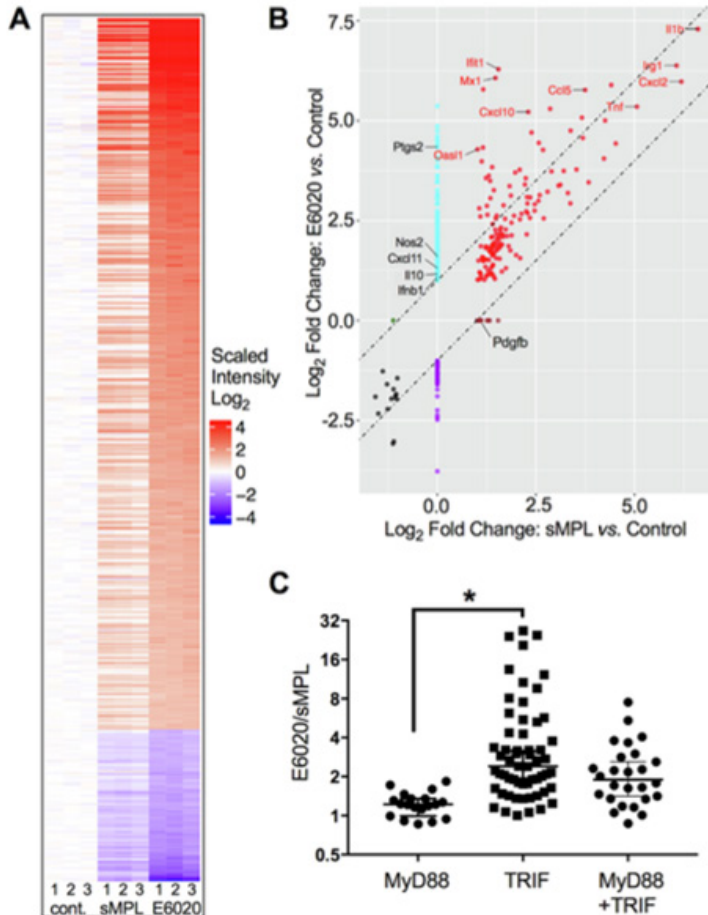 A
Scaled
Intensity
Log2
4
2
0
−2
−4
1 2 3 1 2 3 1 2 3
cont. sMPL E6020
B
Log2 Fold Change: E6020 vs. Control
7.5
5.0
2.5
0.0
-2.5
Il1b
Ifit1
Mx1
Isg1
Ccl5
Cxcl2
Cxcl10
Tnf
Ptgs2
Oasl1
Nos2
Cxcl11
Il10
Ifnb1
Pdgfb
0.0 2.5 5.0
Log2 Fold Change: sMPL vs. Control
C
*
E6020/sMPL
32
16
8
4
2
1
0.5
MyD88 TRIF MyD88
+TRIF